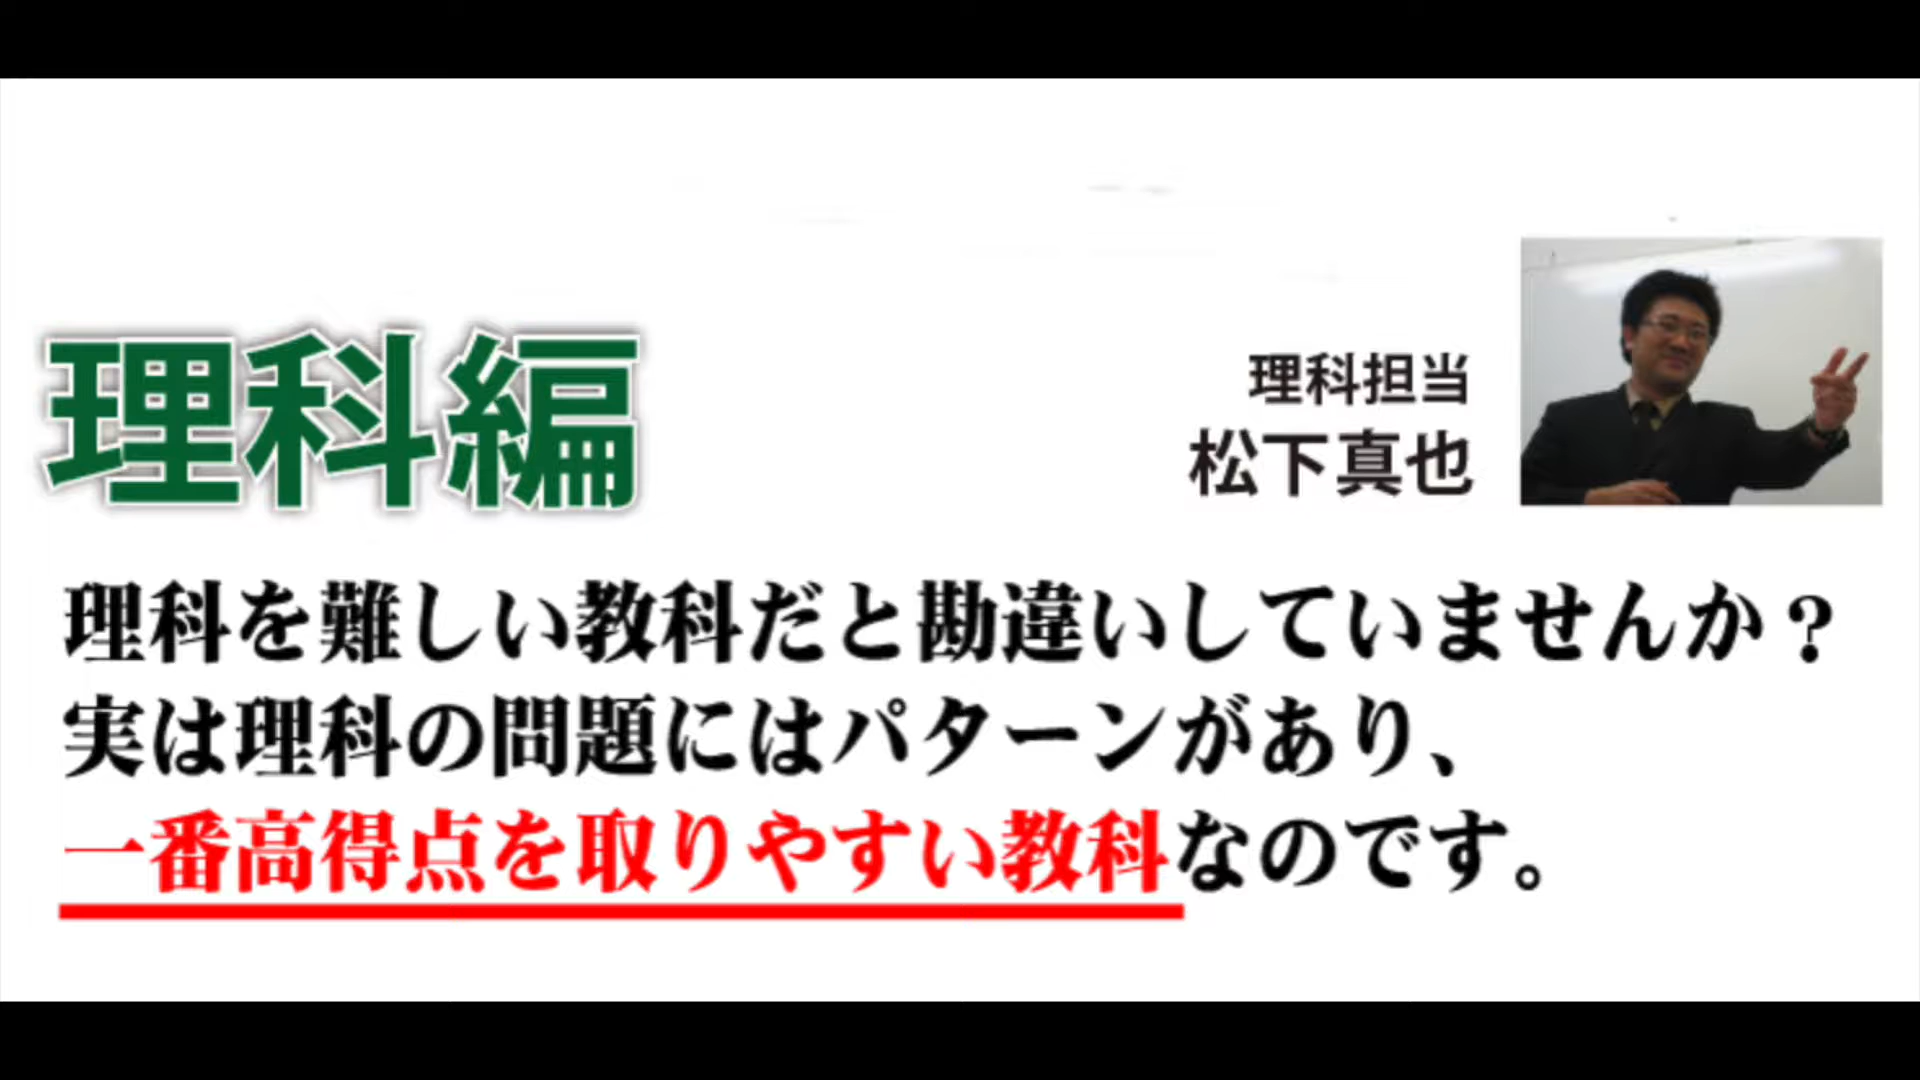 理科編
理科担当
松下真也
理科を難しい教科だと勘違いしていませんか？
実は理科の問題にはパターンがあり、
一番高得点を取りやすい教科なのです。